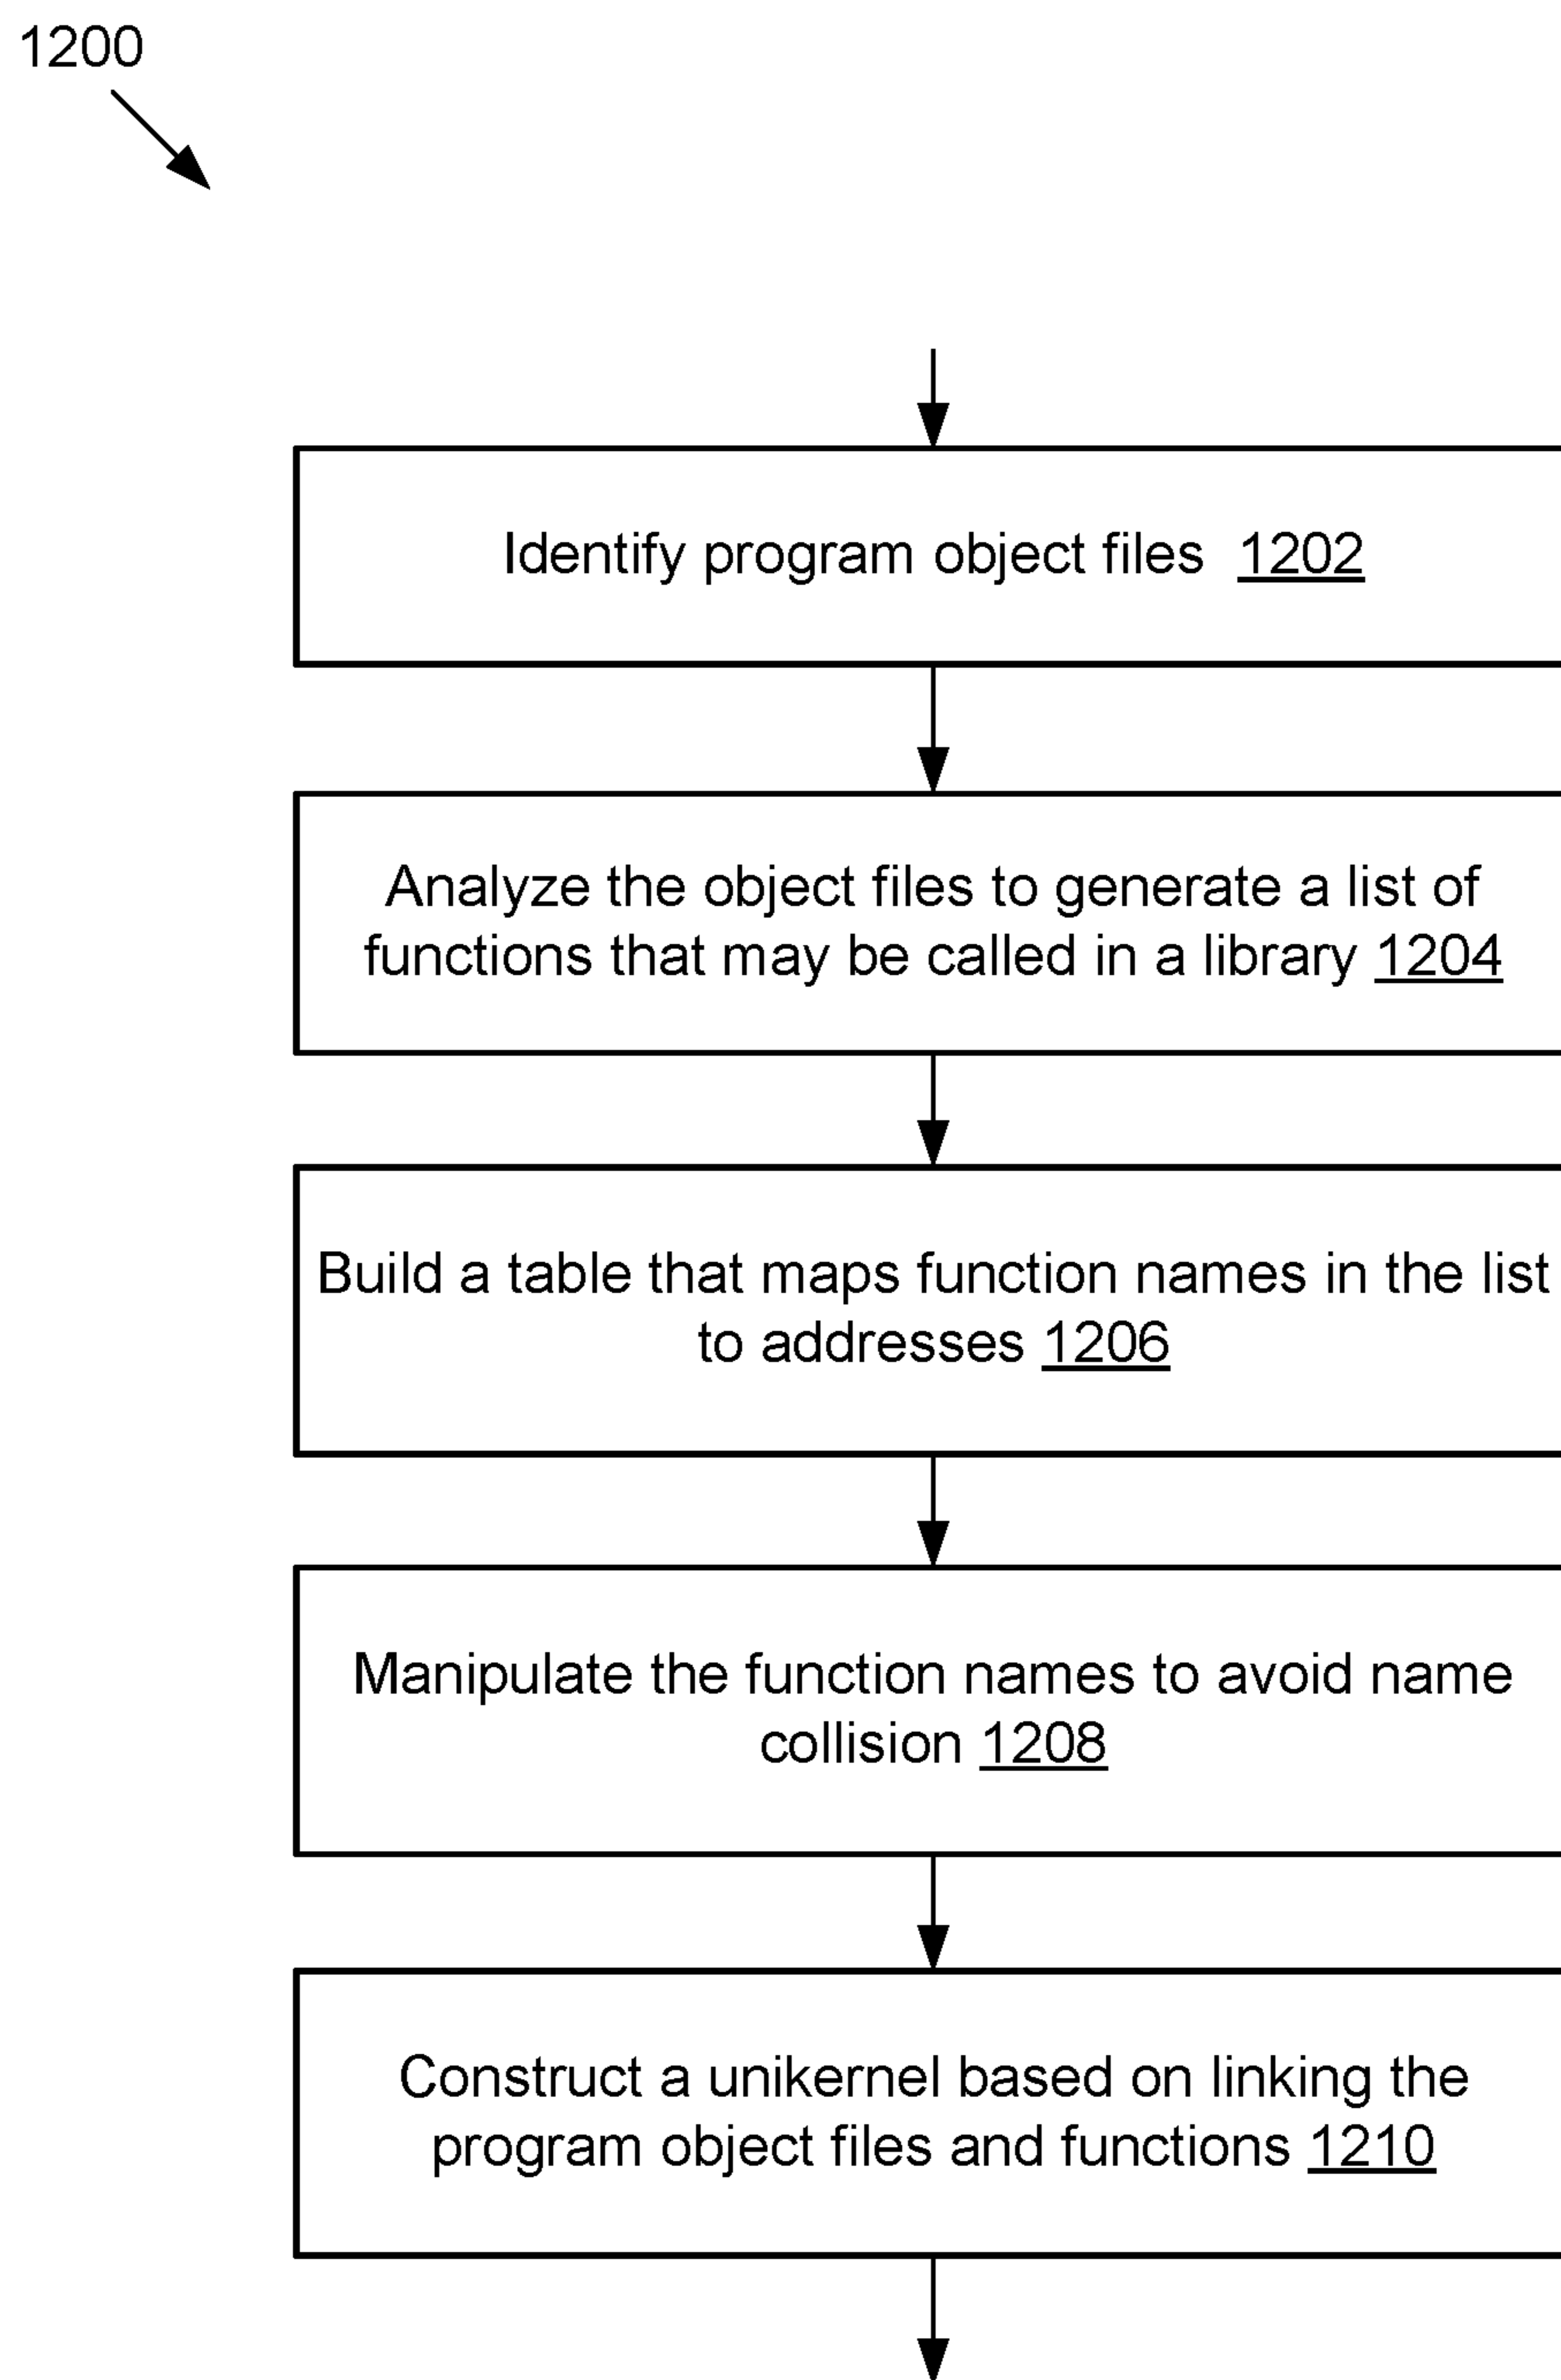 1200
Identify program object files 1202
Analyze the object files to generate a list of
functions that may be called in a library 1204
Build a table that maps function names in the list
to addresses 1206
Manipulate the function names to avoid name
collision 1208
Construct a unikernel based on linking the
program object files and functions 1210